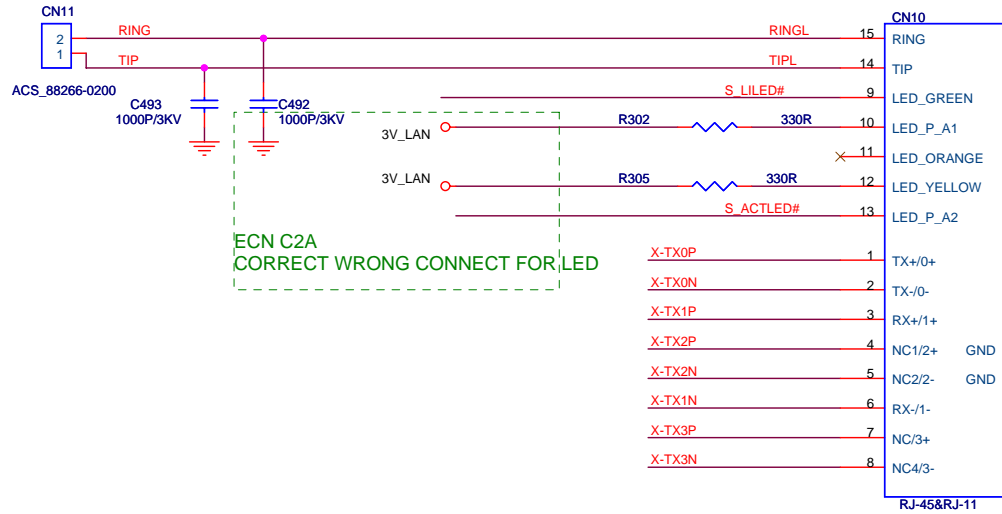 CN11
CN10
RING
RINGL
15
RING
2
1
TIP
TIPL
14
TIP
ACS_88266-0200
S_LILED#
9
LED_GREEN
C493
1000P/3KV
C492
1000P/3KV
3V_LAN
R302
330R
10
LED_P_A1
11
LED_ORANGE
3V_LAN
R305
330R
12
LED_YELLOW
S_ACTLED#
13
LED_P_A2
ECN C2A
CORRECT WRONG CONNECT FOR LED
X-TX0P
1
TX+/0+
X-TX0N
2
TX-/0-
X-TX1P
3
RX+/1+
X-TX2P
4
NC1/2+
GND
X-TX2N
5
NC2/2-
GND
X-TX1N
6
RX-/1-
X-TX3P
7
NC/3+
X-TX3N
8
NC4/3-
RJ-45&RJ-11